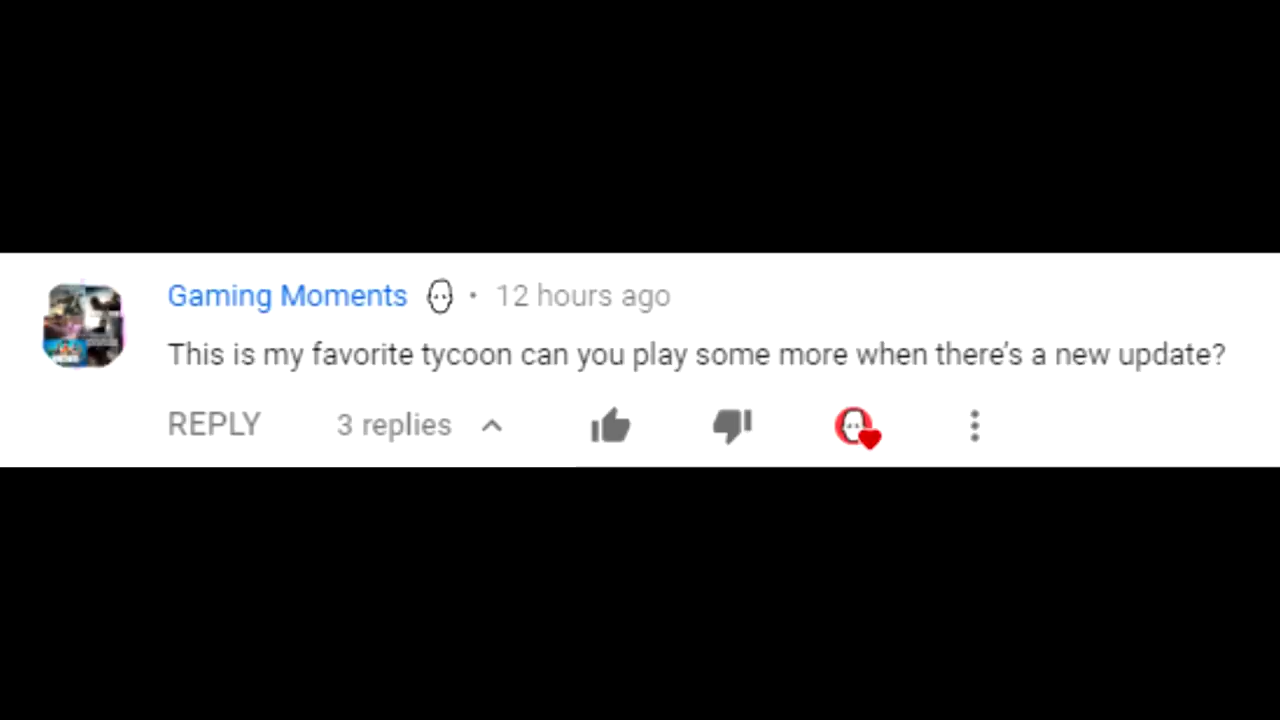 Gaming Moments • 12 hours ago
This is my favorite tycoon can you play some more when there’s a new update?
REPLY 3 replies